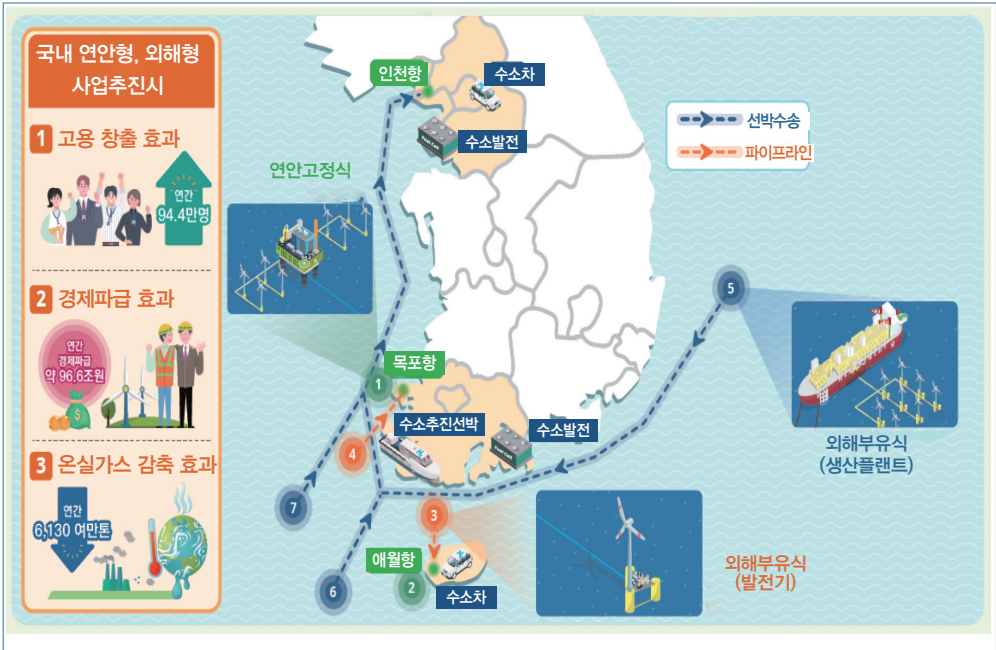 국내 연안형, 외해형
사업추진시
1 고용 창출 효과
연간
94.4만명
2 경제파급 효과
연간
경제파급
약 96.6조원
3 온실가스 감축 효과
연간
6,130 여만톤
인천항
수소차
Fuel Cell
수소발전
선박수송
파이프라인
연안고정식
5
목포항
1
수소추진선박
수소발전
Fuel Cell
4
외해부유식
(생산플랜트)
7
3
애월항
6
2
수소차
외해부유식
(발전기)